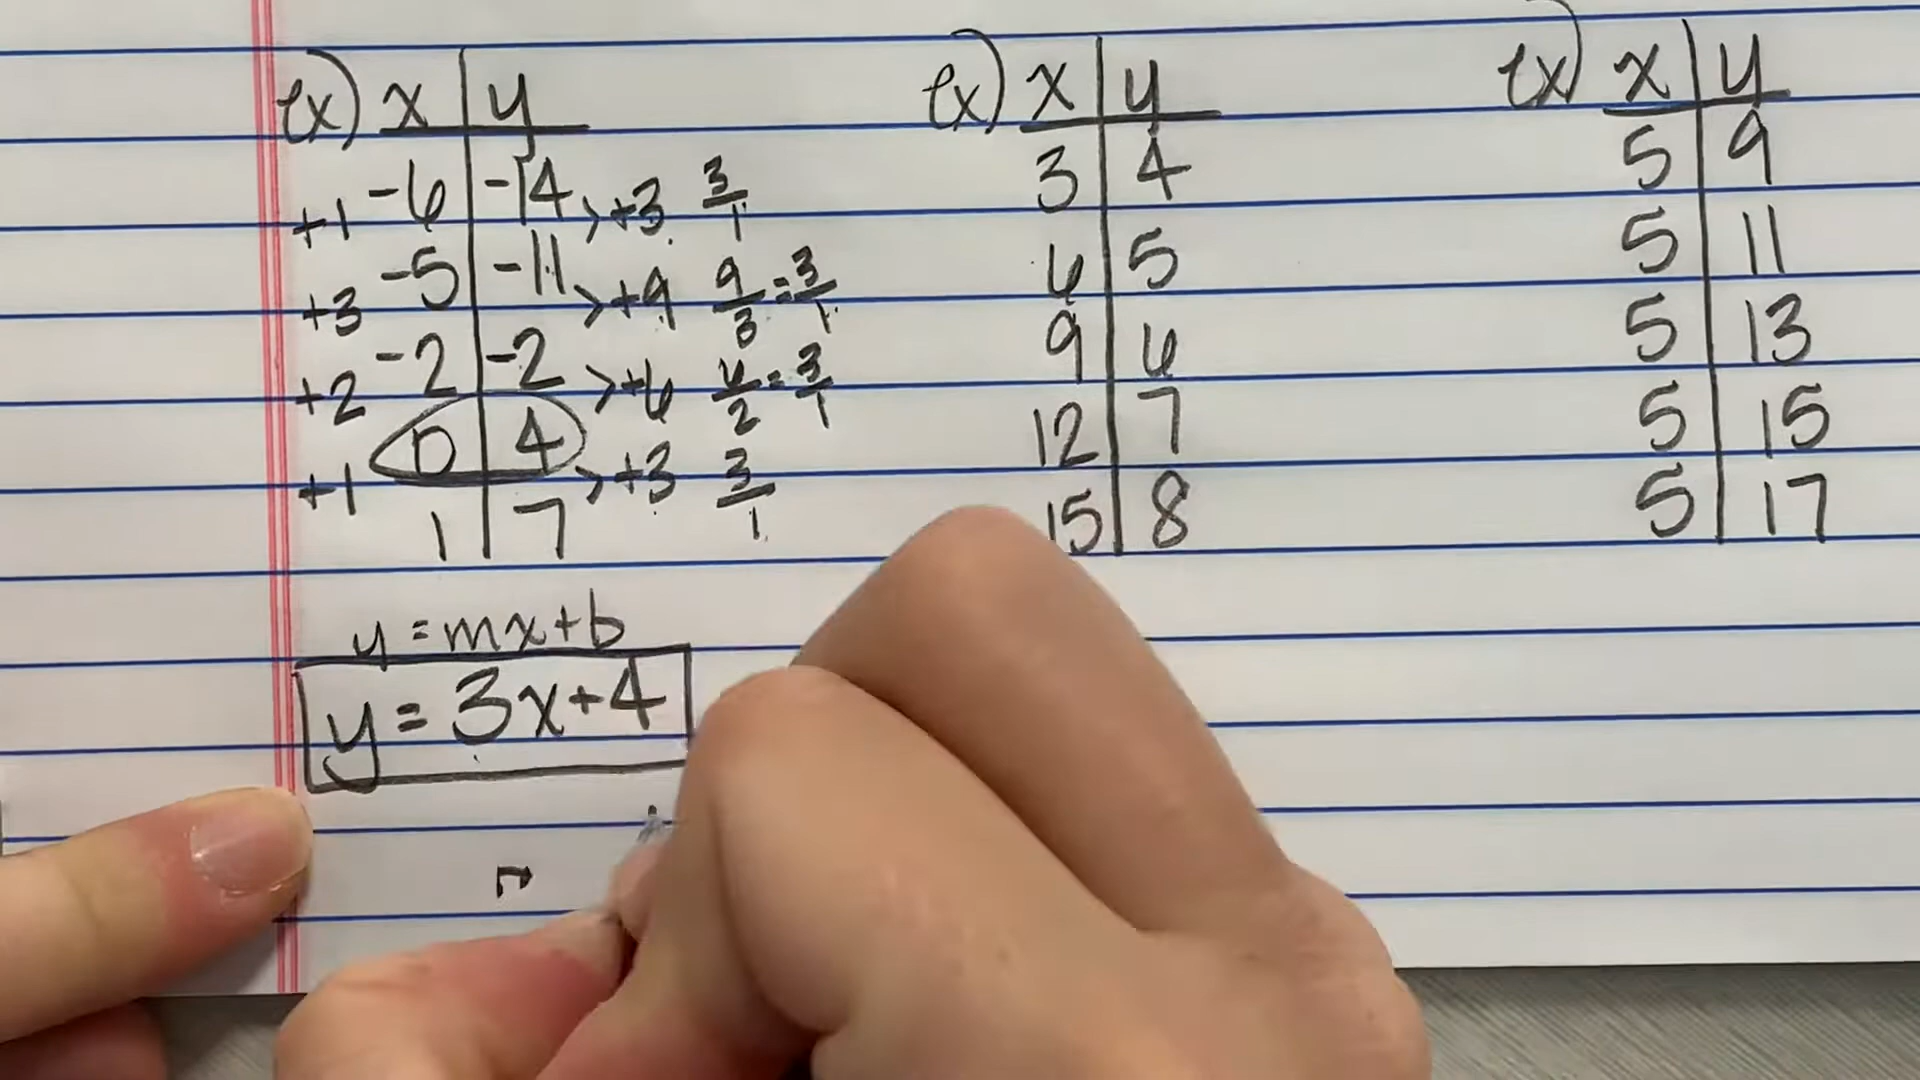 ex) x y
+1 -6 -14 > +3 3/1
+3 -5 -11 > +9 9/3 = 3/1
+2 -2 -2 > +6 6/2 = 3/1
+1 0 4 > +3 3/1
1 7
y = mx + b
y = 3x + 4
ex) x y
3 4
6 5
9 6
12 7
15 8
ex) x y
5 9
5 11
5 13
5 15
5 17